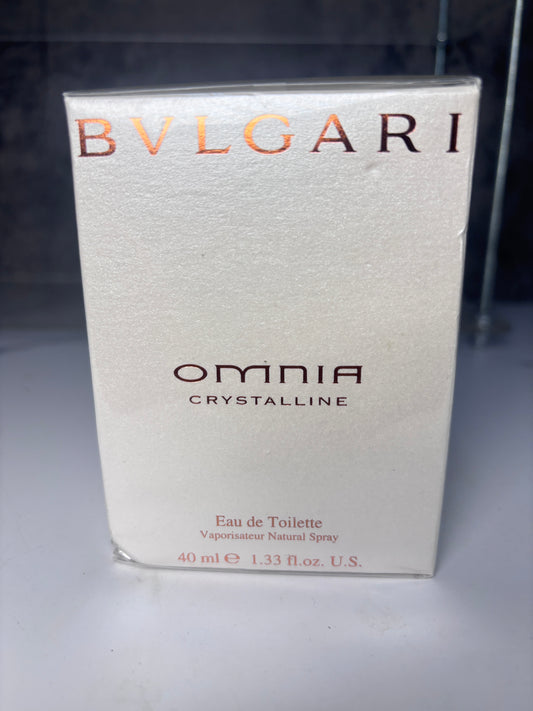 BVLGARI
OMNIA
CRYSTALLINE
Eau de Toilette
Vaporisateur Natural Spray
40 ml ℮ 1.33 fl.oz. U.S.